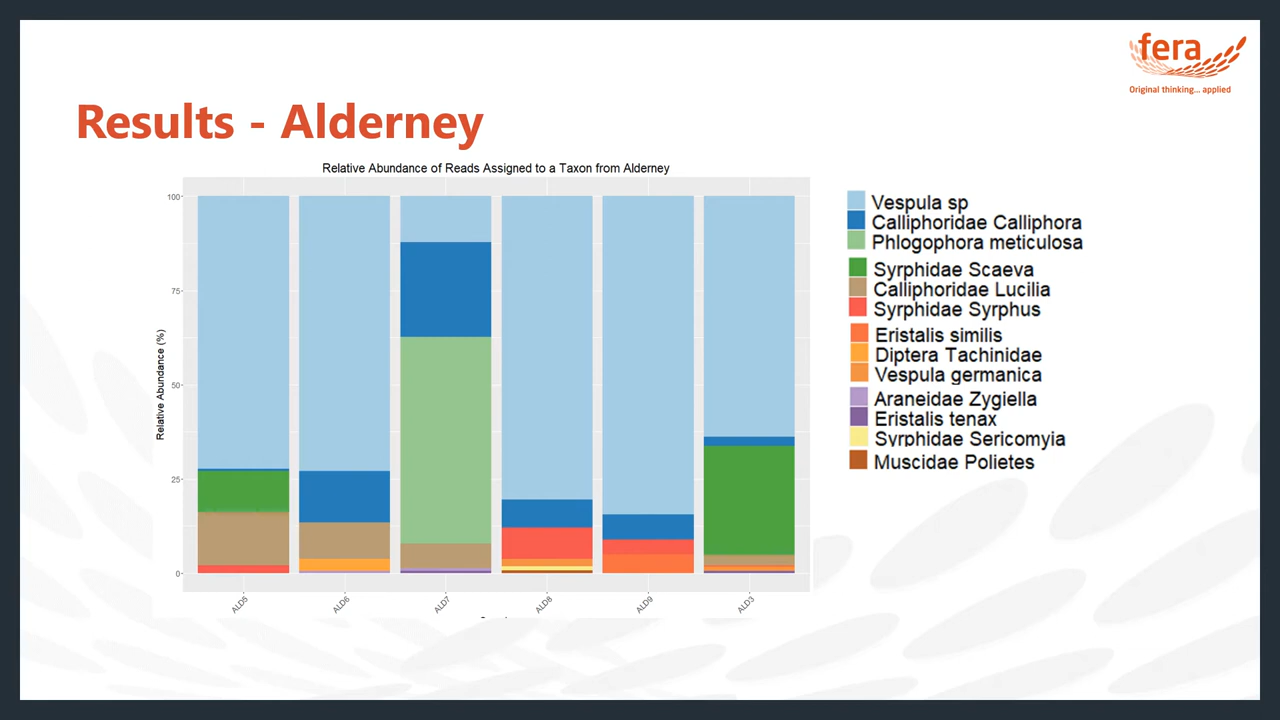 fera
Original thinking... applied
Results - Alderney
Relative Abundance of Reads Assigned to a Taxon from Alderney
Relative Abundance (%)
100
75
50
25
0
ALD5
ALD6
ALD7
ALD8
ALD9
ALD3
Vespula sp
Calliphoridae Calliphora
Phlogophora meticulosa
Syrphidae Scaeva
Calliphoridae Lucilia
Syrphidae Syrphus
Eristalis similis
Diptera Tachinidae
Vespula germanica
Araneidae Zygiella
Eristalis tenax
Syrphidae Sericomyia
Muscidae Polietes